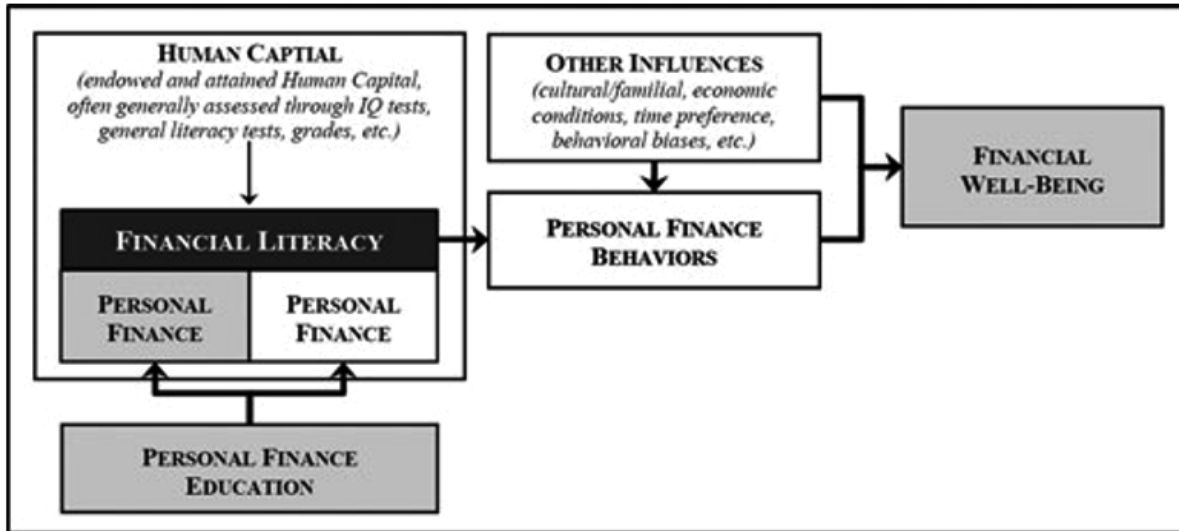 HUMAN CAPTIAL
(endowed and attained Human Capital,
often generally assessed through IQ tests,
general literacy tests, grades, etc.)
FINANCIAL LITERACY
PERSONAL
FINANCE
PERSONAL
FINANCE
PERSONAL FINANCE
EDUCATION
OTHER INFLUENCES
(cultural/familial, economic
conditions, time preference,
behavioral biases, etc.)
PERSONAL FINANCE
BEHAVIORS
FINANCIAL
WELL-BEING